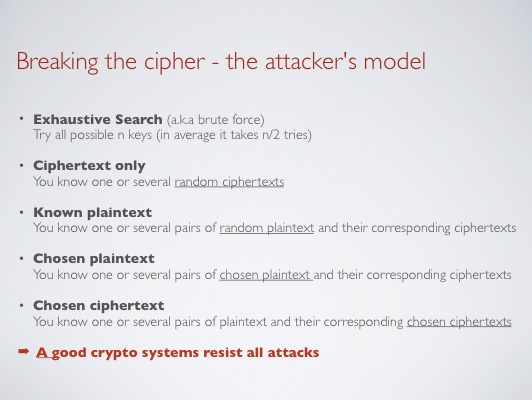 Breaking the cipher - the attacker's model
• Exhaustive Search (a.k.a brute force)
Try all possible n keys (in average it takes n/2 tries)
• Ciphertext only
You know one or several random ciphertexts
• Known plaintext
You know one or several pairs of random plaintext and their corresponding ciphertexts
• Chosen plaintext
You know one or several pairs of chosen plaintext and their corresponding ciphertexts
• Chosen ciphertext
You know one or several pairs of plaintext and their corresponding chosen ciphertexts
➡ A good crypto systems resist all attacks